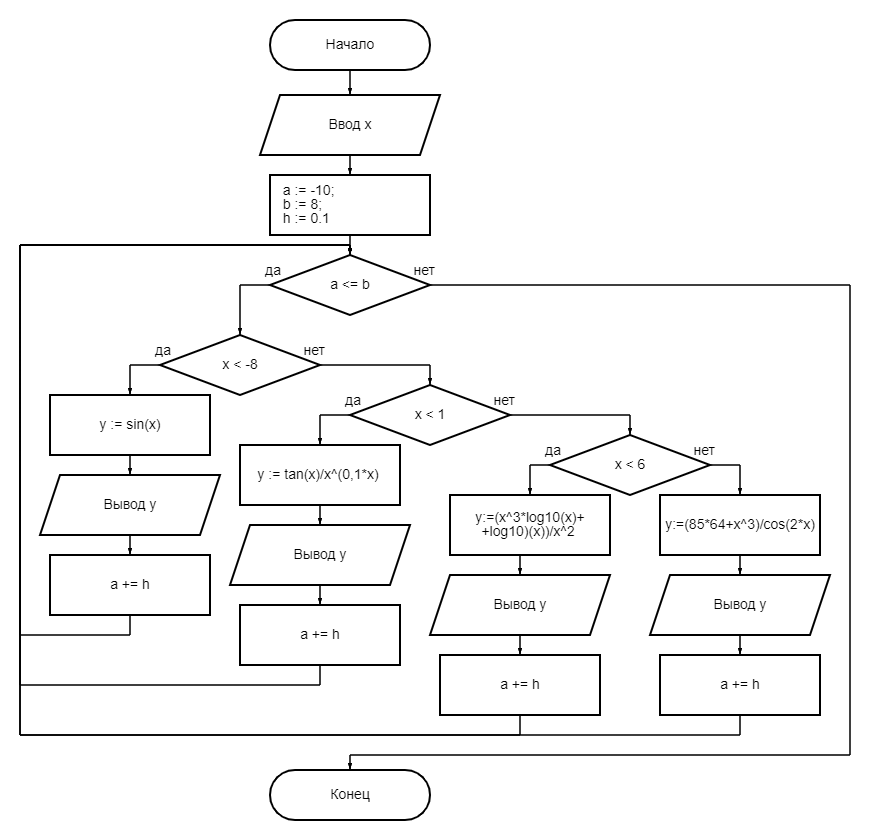 Начало
Ввод x
a := -10;
b := 8;
h := 0.1
да
нет
a <= b
да
нет
x < -8
да
нет
x < 1
да
нет
x < 6
y := sin(x)
y := tan(x)/x^(0,1*x)
y:=(x^3*log10(x)+
+log10)(x))/x^2
y:=(85*64+x^3)/cos(2*x)
Вывод y
Вывод y
Вывод y
Вывод y
a += h
a += h
a += h
a += h
Конец